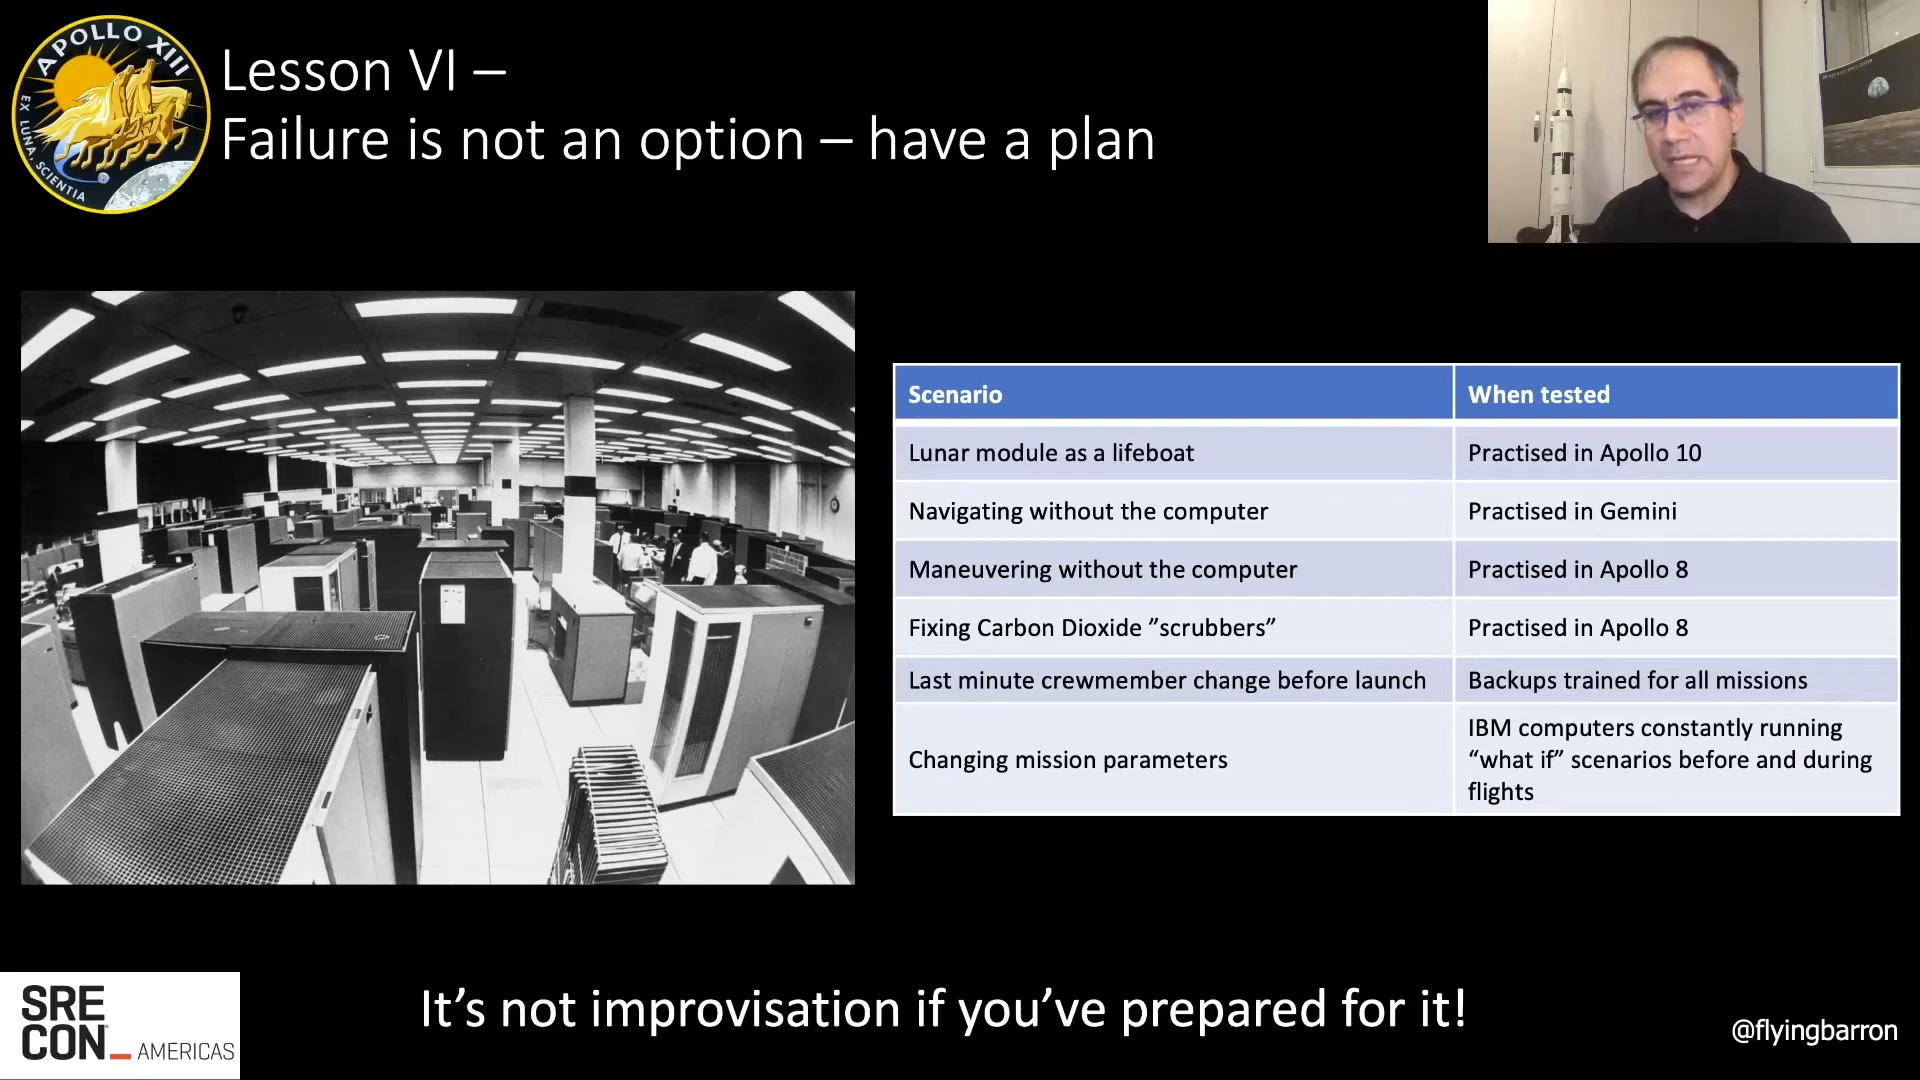 APOLLO XIII
EX LUNA, SCIENTIA
Lesson VI –
Failure is not an option – have a plan
Scenario
When tested
Lunar module as a lifeboat
Practised in Apollo 10
Navigating without the computer
Practised in Gemini
Maneuvering without the computer
Practised in Apollo 8
Fixing Carbon Dioxide ”scrubbers”
Practised in Apollo 8
Last minute crewmember change before launch
Backups trained for all missions
Changing mission parameters
IBM computers constantly running
“what if” scenarios before and during
flights
It’s not improvisation if you’ve prepared for it!
SRE
CON_AMERICAS
@flyingbarron